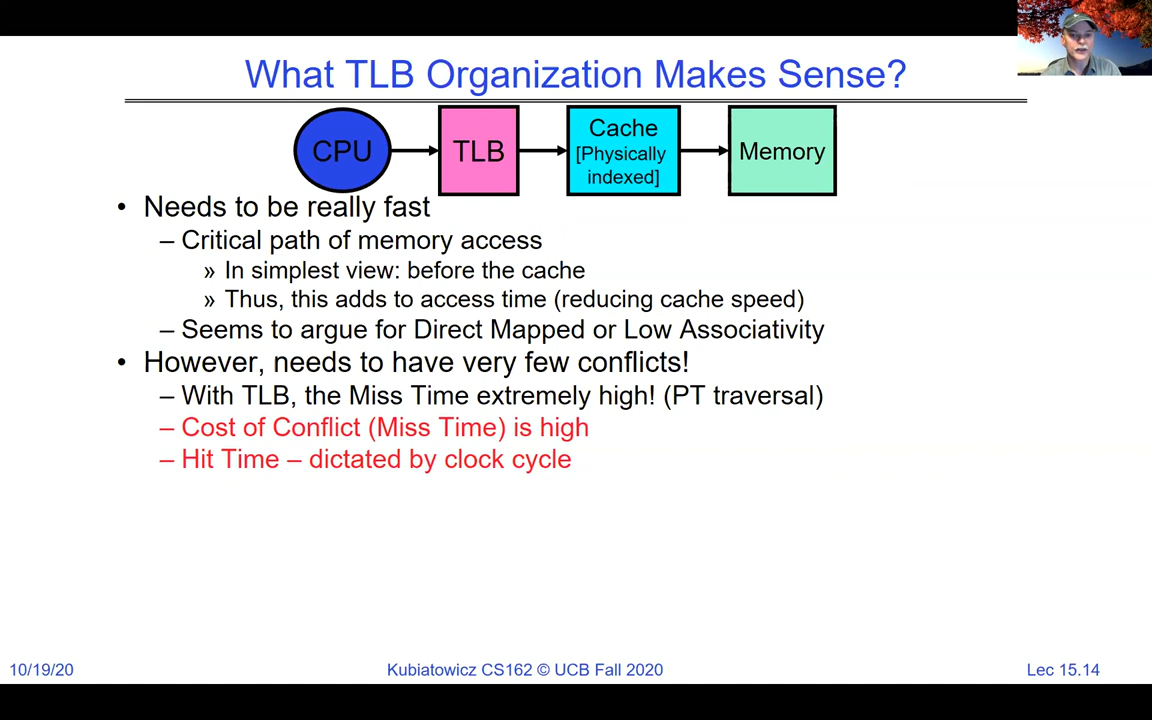 What TLB Organization Makes Sense?
CPU
TLB
Cache
[Physically
indexed]
Memory
• Needs to be really fast
– Critical path of memory access
» In simplest view: before the cache
» Thus, this adds to access time (reducing cache speed)
– Seems to argue for Direct Mapped or Low Associativity
• However, needs to have very few conflicts!
– With TLB, the Miss Time extremely high! (PT traversal)
– Cost of Conflict (Miss Time) is high
– Hit Time – dictated by clock cycle
10/19/20
Kubiatowicz CS162 © UCB Fall 2020
Lec 15.14